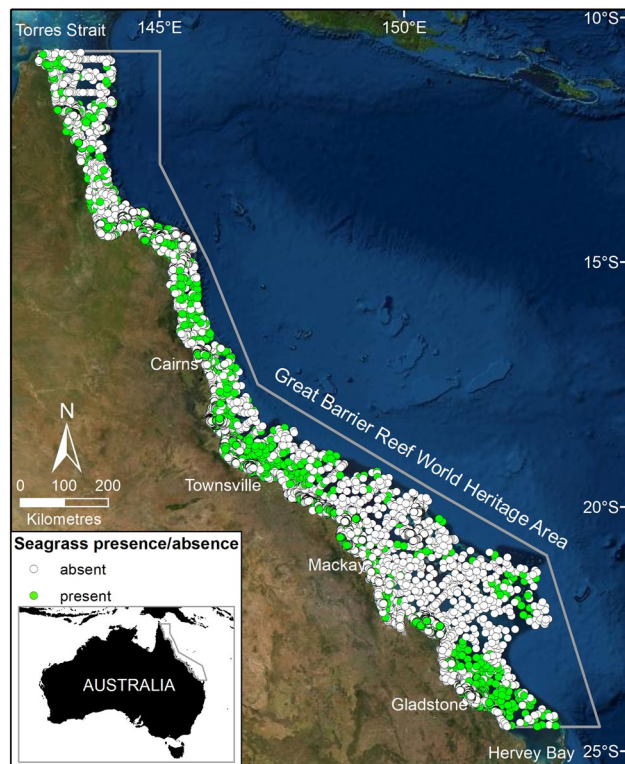 145°E
150°E
10°S
Torres Strait
15°S
Cairns
Great Barrier Reef World Heritage Area
N
0 100 200
Kilometres
Townsville
20°S
Mackay
Seagrass presence/absence
absent
present
AUSTRALIA
Gladstone
Hervey Bay
25°S